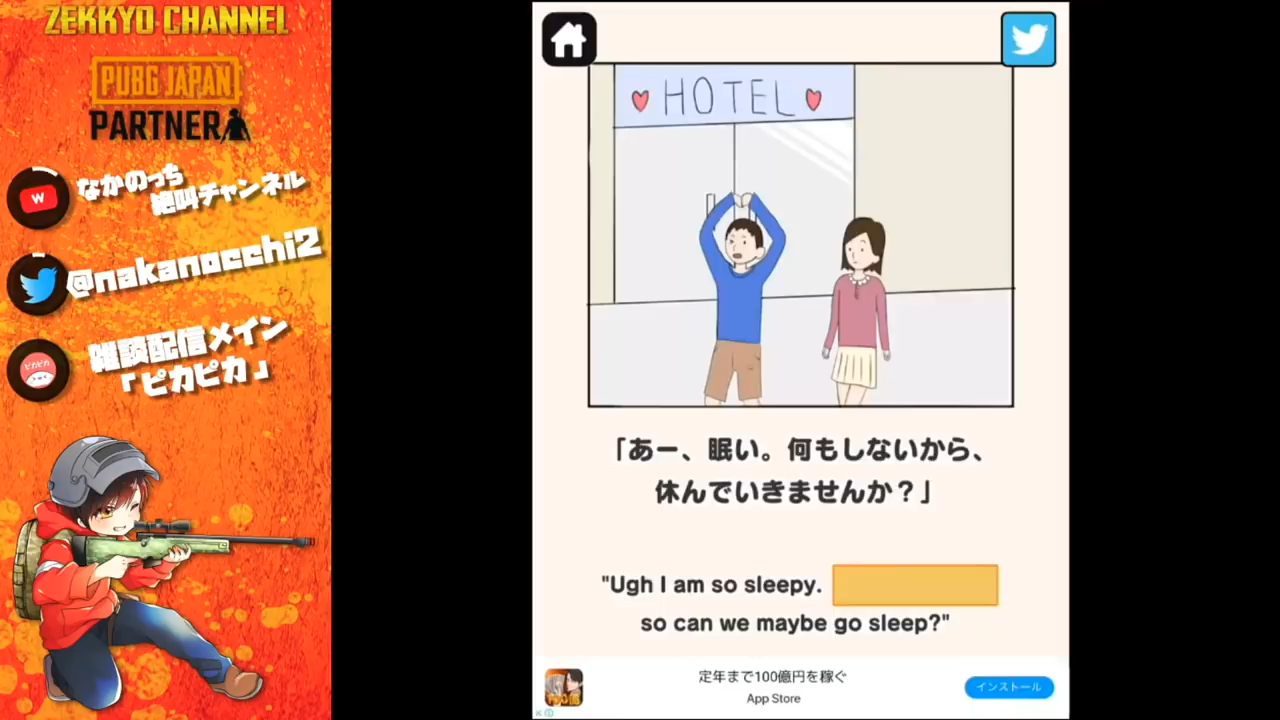 ZEKKYO CHANNEL
PUBG JAPAN
PARTNER
W
なかのっち
絶叫チャンネル
@nakanocchi2
ピカピカ
雑談配信メイン
「ピカピカ」
HOTEL
「あー、眠い。何もしないから、
休んでいきませんか？」
"Ugh I am so sleepy.
so can we maybe go sleep?"
定年まで100億円を稼ぐ
App Store
インストール